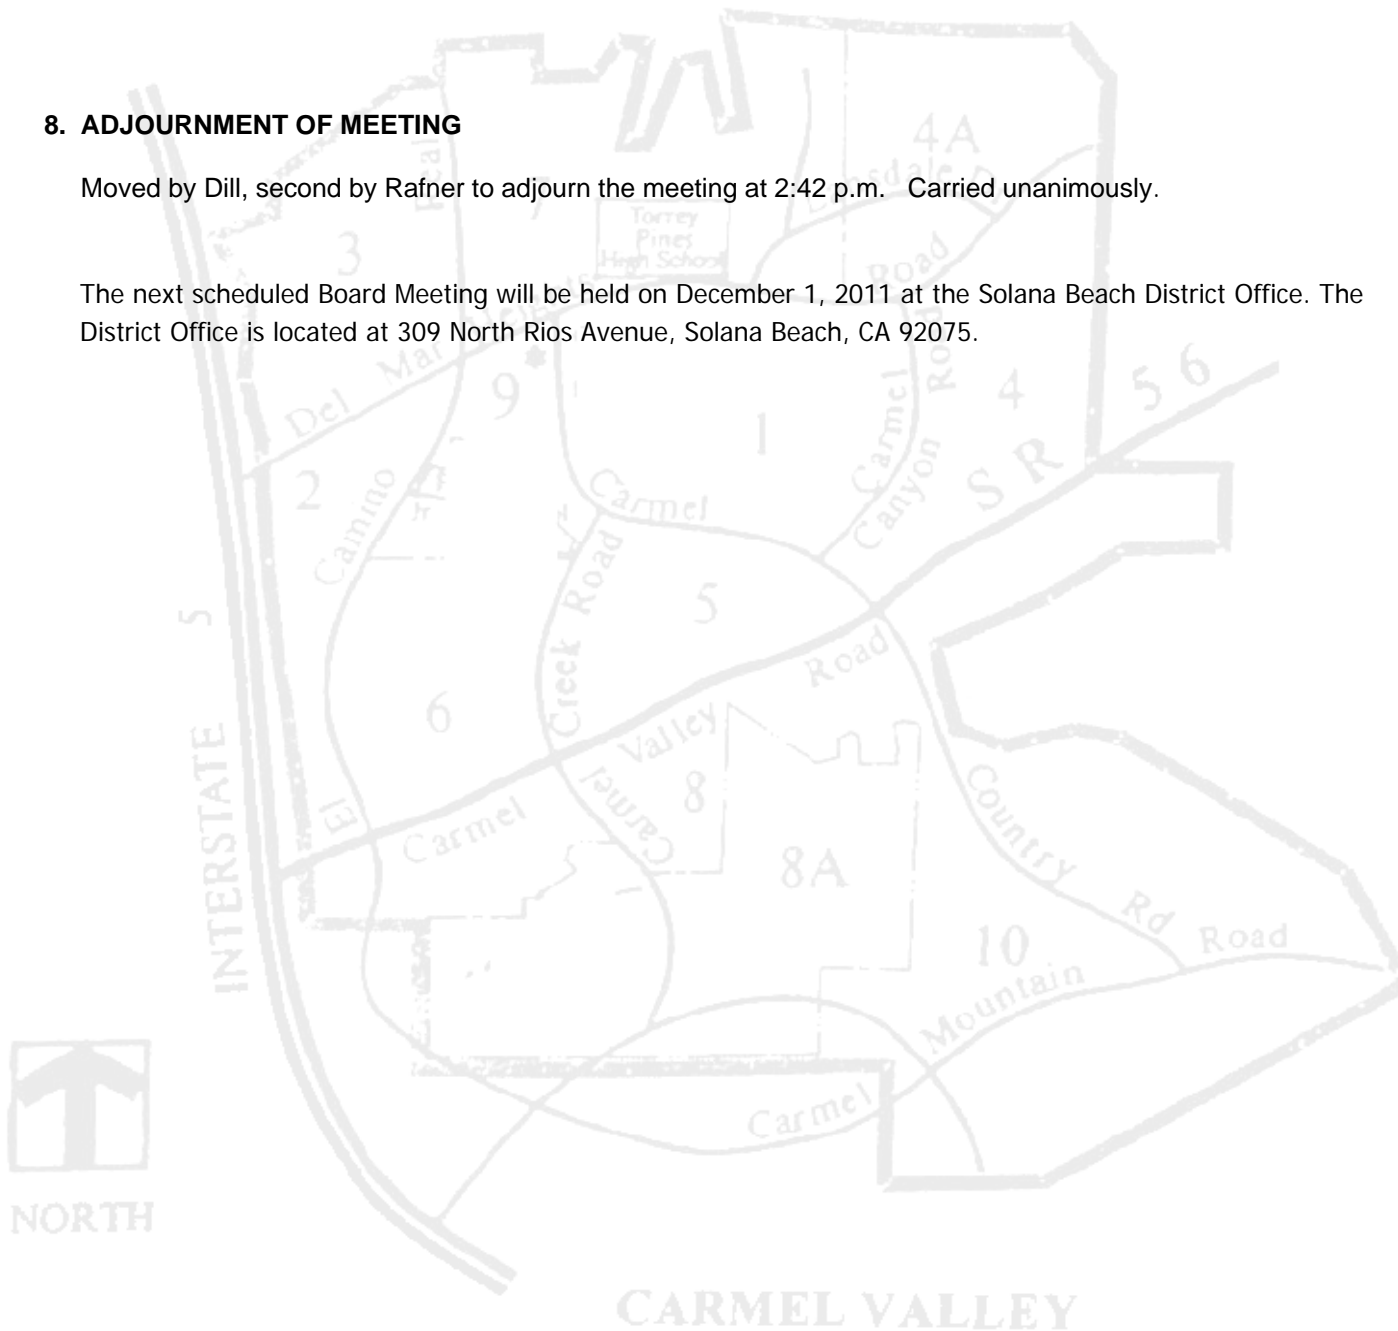 8. ADJOURNMENT OF MEETING
Moved by Dill, second by Rafner to adjourn the meeting at 2:42 p.m. Carried unanimously.
The next scheduled Board Meeting will be held on December 1, 2011 at the Solana Beach District Office. The
District Office is located at 309 North Rios Avenue, Solana Beach, CA 92075.
4A
Real
7
Torrey
Pines
High School
3
Road
Del Mar
9
1
Carmel
Canyon
Road
4
SR 56
2
Camino
Carmel
Creek Road
5
5
Road
6
Valley
Carmel
8
El
Carmel
INTERSTATE
8A
Country
Rd
Road
10
Mountain
Carmel
NORTH
CARMEL VALLEY